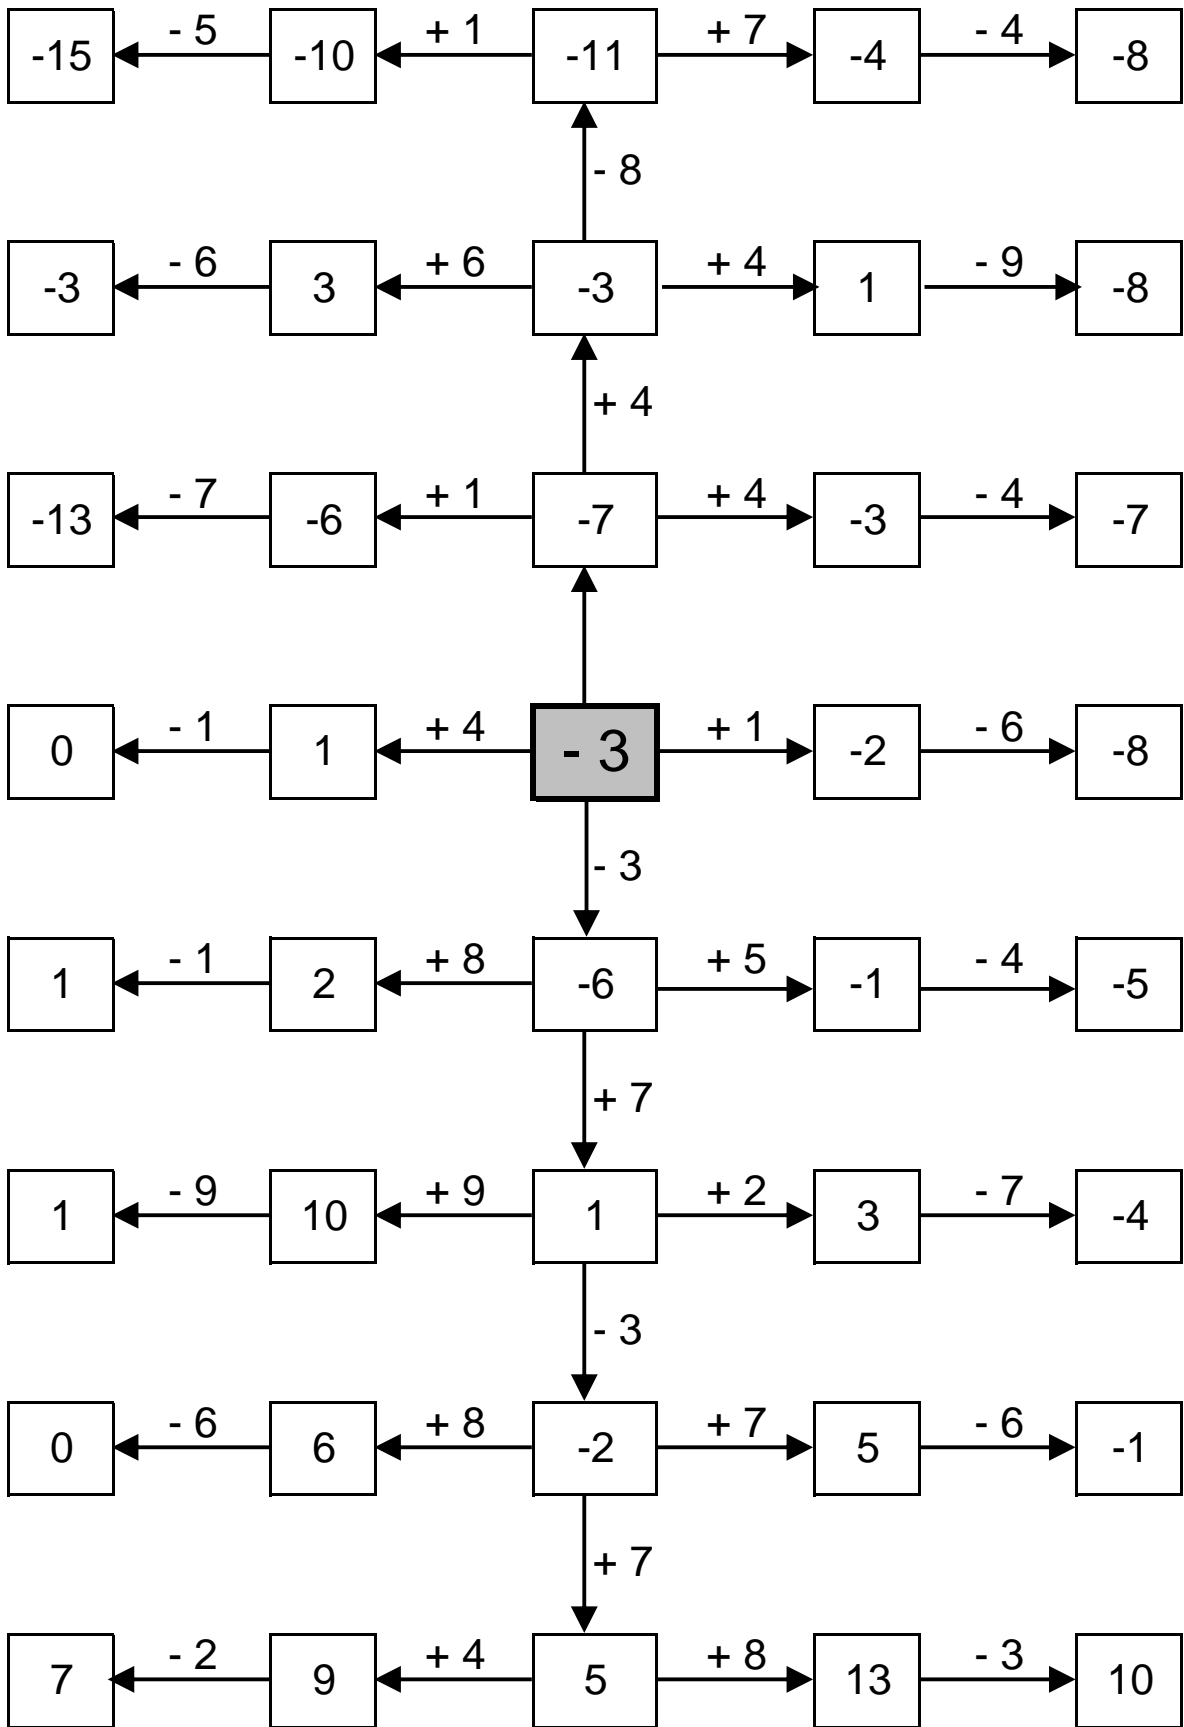 - 5 + 1 + 7 - 4
-15 -10 -11 -4 -8
- 8
- 6 + 6 + 4 - 9
-3 3 -3 1 -8
+ 4
- 7 + 1 + 4 - 4
-13 -6 -7 -3 -7
- 1 + 4 + 1 - 6
0 1 - 3 -2 -8
- 3
- 1 + 8 + 5 - 4
1 2 -6 -1 -5
+ 7
- 9 + 9 + 2 - 7
1 10 1 3 -4
- 3
- 6 + 8 + 7 - 6
0 6 -2 5 -1
+ 7
- 2 + 4 + 8 - 3
7 9 5 13 10